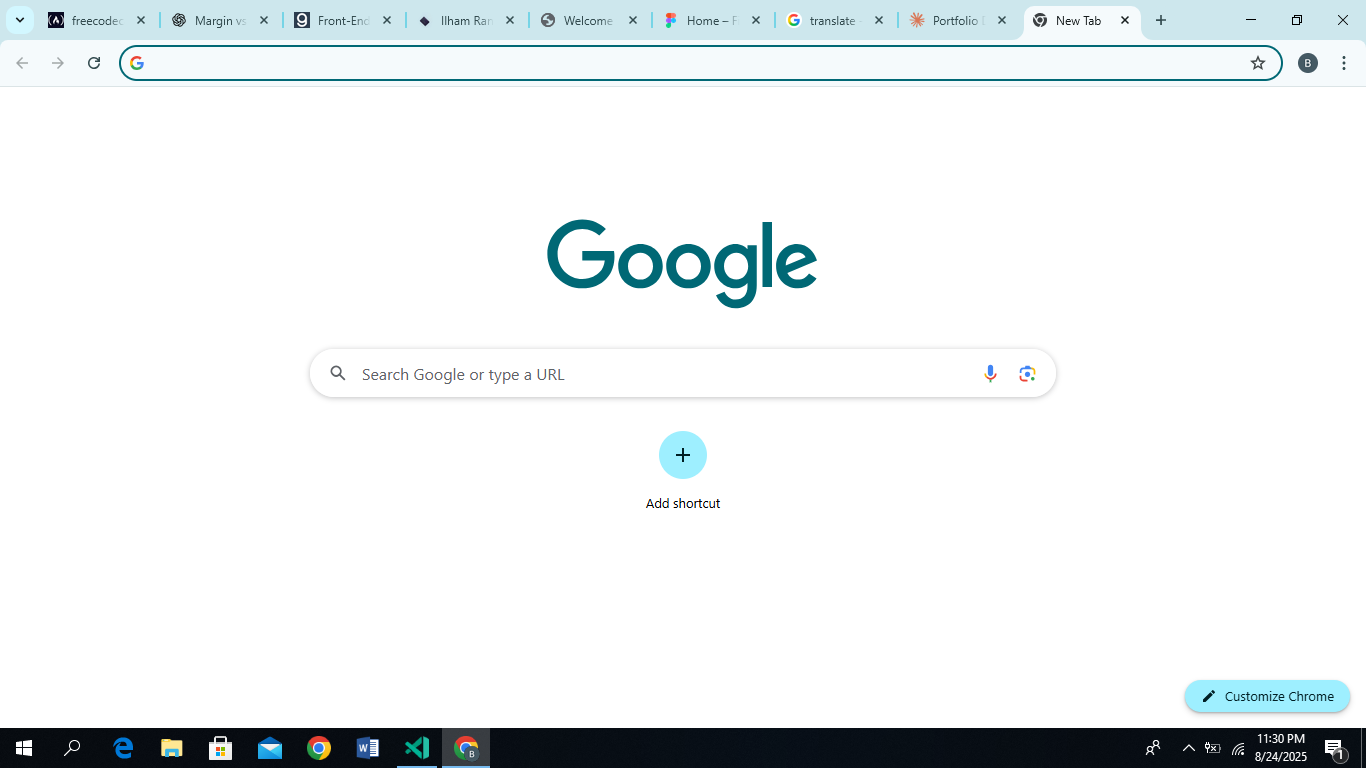 freecodec
Margin vs
Front-End
Ilham Ran
Welcome
Home – F
translate -
Portfolio
New Tab
B
Google
Search Google or type a URL
Add shortcut
Customize Chrome
B
11:30 PM
8/24/2025
1